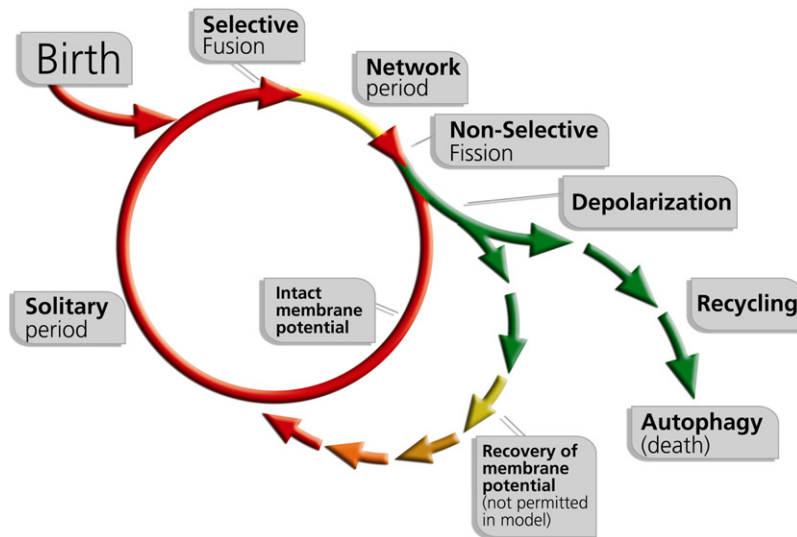 Birth
Selective
Fusion
Network
period
Non-Selective
Fission
Depolarization
Solitary
period
Intact
membrane
potential
Recycling
Autophagy
(death)
Recovery of
membrane
potential
(not permitted
in model)